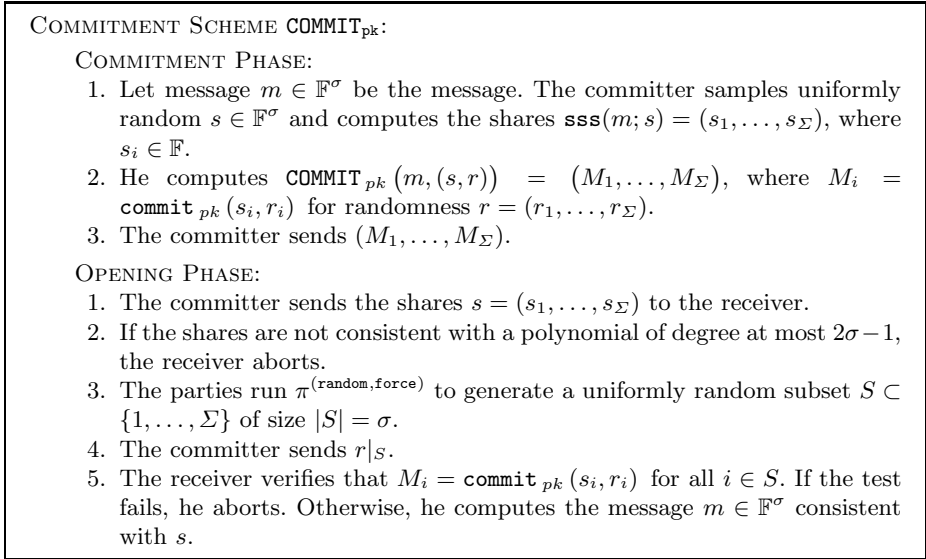 COMMITMENT SCHEME COMMIT_pk:
COMMITMENT PHASE:
1. Let message m ∈ 𝔽^σ be the message. The committer samples uniformly
random s ∈ 𝔽^σ and computes the shares sss(m; s) = (s_1, . . . , s_Σ), where
s_i ∈ 𝔽.
2. He computes COMMIT_pk (m, (s, r)) = (M_1, . . . , M_Σ), where M_i =
commit_pk (s_i, r_i) for randomness r = (r_1, . . . , r_Σ).
3. The committer sends (M_1, . . . , M_Σ).
OPENING PHASE:
1. The committer sends the shares s = (s_1, . . . , s_Σ) to the receiver.
2. If the shares are not consistent with a polynomial of degree at most 2σ−1,
the receiver aborts.
3. The parties run π^(random,force) to generate a uniformly random subset S ⊂
{1, . . . , Σ} of size |S| = σ.
4. The committer sends r|_S.
5. The receiver verifies that M_i = commit_pk (s_i, r_i) for all i ∈ S. If the test
fails, he aborts. Otherwise, he computes the message m ∈ 𝔽^σ consistent
with s.